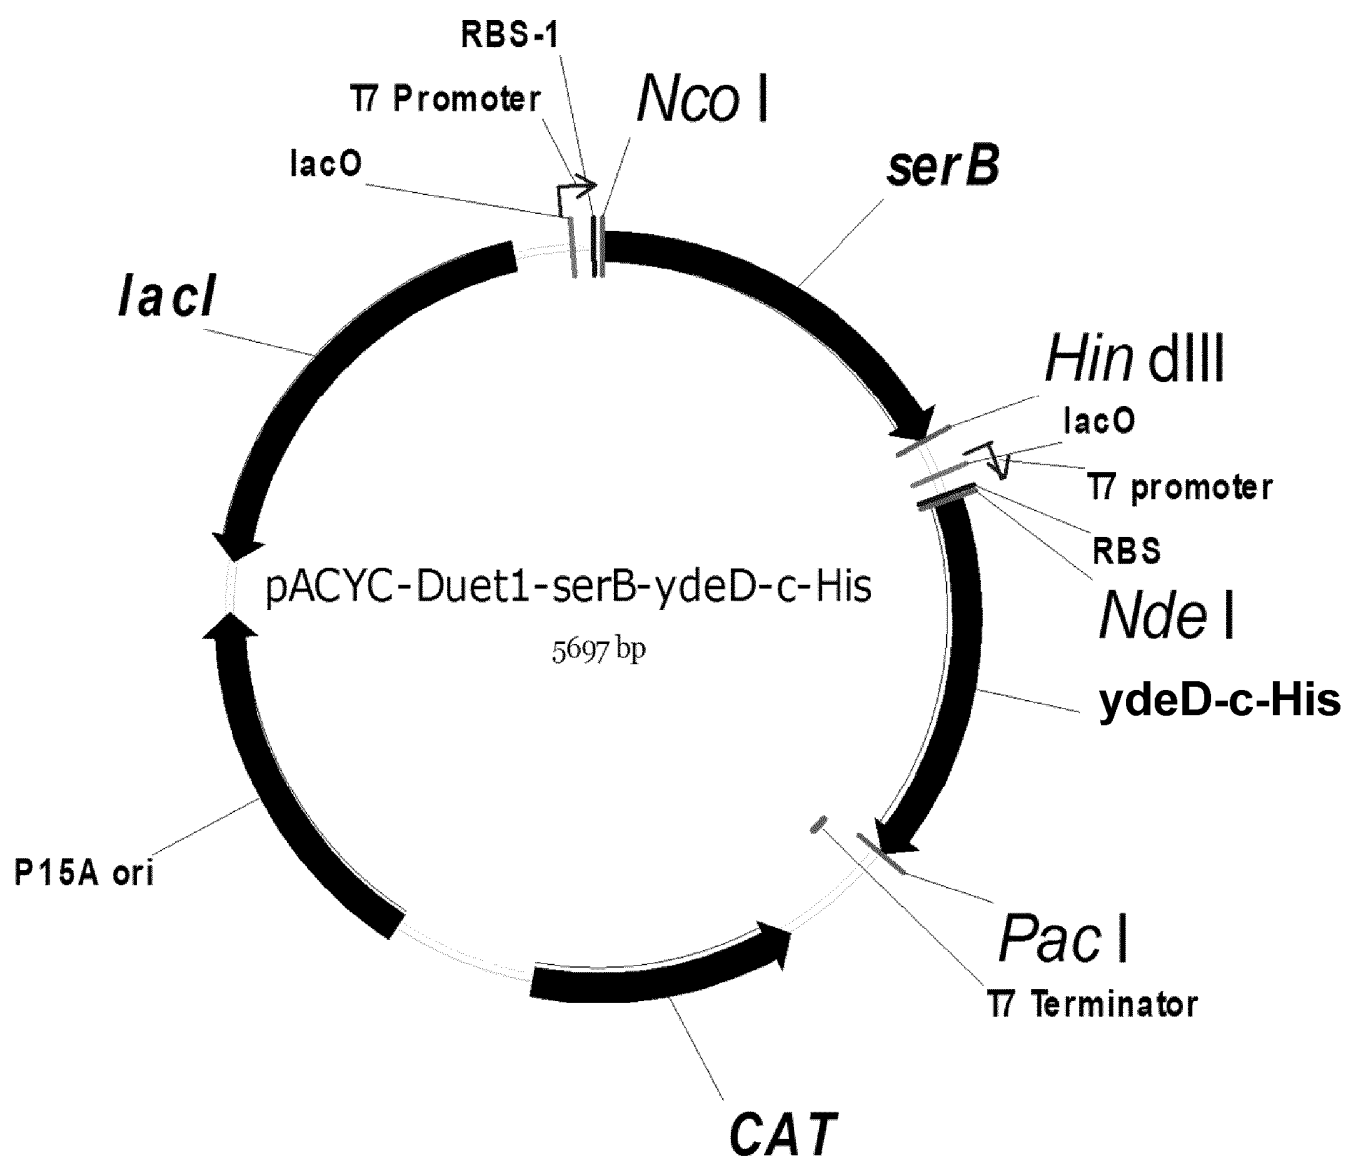 RBS-1
T7 Promoter
Nco I
lacO
serB
lacI
Hin dIII
lacO
T7 promoter
RBS
pACYC-Duet1-serB-ydeD-c-His
5697 bp
Nde I
ydeD-c-His
P15A ori
Pac I
T7 Terminator
CAT